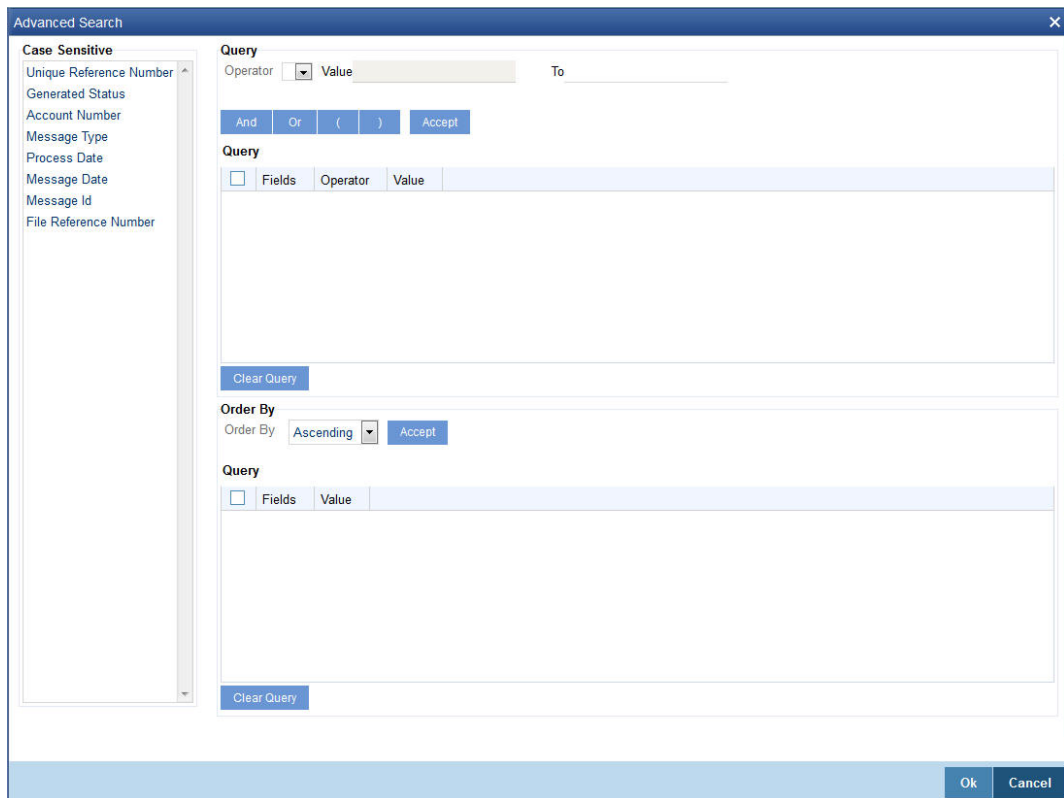 Advanced Search
Case Sensitive
Unique Reference Number
Generated Status
Account Number
Message Type
Process Date
Message Date
Message Id
File Reference Number
Query
Operator Value To
And Or ( ) Accept
Query
Fields Operator Value
Clear Query
Order By
Order By Ascending Accept
Query
Fields Value
Clear Query
Ok Cancel